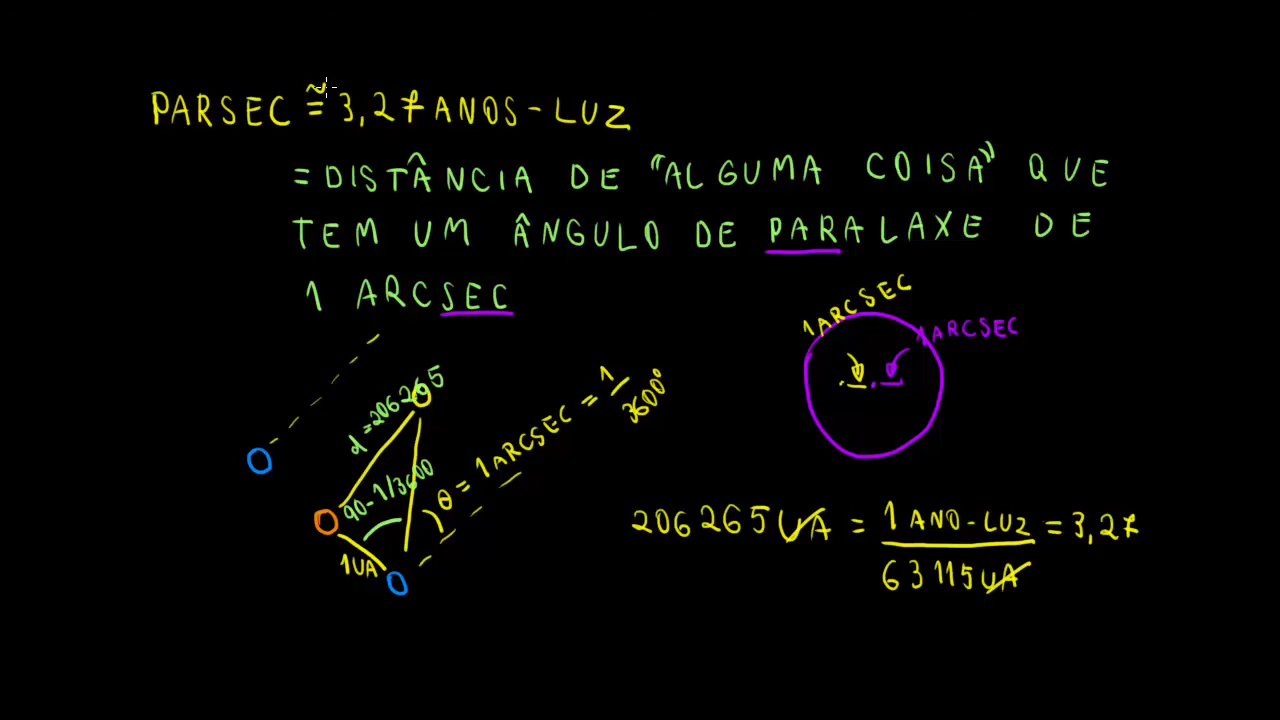 PARSEC ≅ 3,27 ANOS-LUZ
= DISTÂNCIA DE "ALGUMA COISA" QUE
TEM UM ÂNGULO DE PARALAXE DE
1 ARCSEC
1 ARCSEC
1 ARCSEC
d = 206265
90 - 1/3600
θ = 1 ARCSEC = 1/3600°
1UA
206265 UA = 1 ANO-LUZ / 63115 UA = 3,27